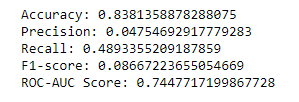 Accuracy: 0.8381358878288075
Precision: 0.04754692917779283
Recall: 0.4893355209187859
F1-score: 0.08667223655054669
ROC-AUC Score: 0.7447717199867728